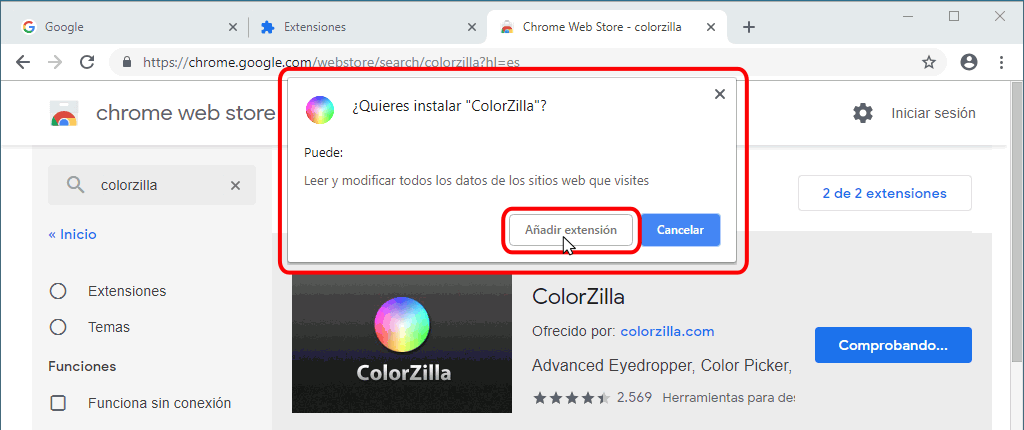 Google
Extensiones
Chrome Web Store - colorzilla
https://chrome.google.com/webstore/search/colorzilla?hl=es
chrome web store
Iniciar sesión
¿Quieres instalar "ColorZilla"?
Puede:
Leer y modificar todos los datos de los sitios web que visites
Añadir extensión
Cancelar
colorzilla
2 de 2 extensiones
« Inicio
Extensiones
Temas
Funciones
Funciona sin conexión
ColorZilla
ColorZilla
Ofrecido por: colorzilla.com
Advanced Eyedropper, Color Picker,
2.569 Herramientas para
Comprobando...